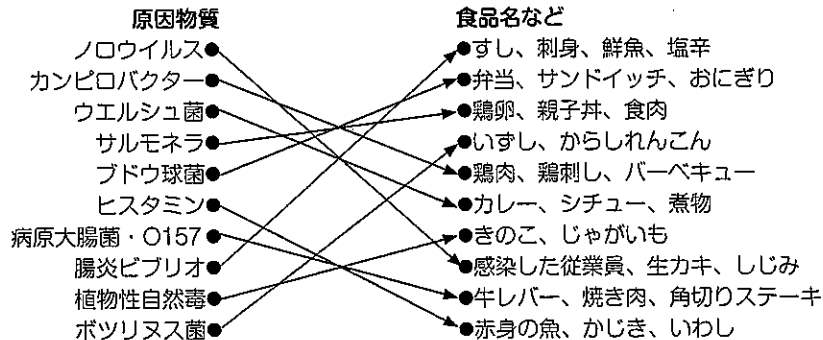 原因物質 食品名など
ノロウイルス● ●すし、刺身、鮮魚、塩辛
カンピロバクター● ●弁当、サンドイッチ、おにぎり
ウエルシュ菌● ●鶏卵、親子丼、食肉
サルモネラ● ●いずし、からしれんこん
ブドウ球菌● ●鶏肉、鶏刺し、バーベキュー
ヒスタミン● ●カレー、シチュー、煮物
病原大腸菌・O157● ●きのこ、じゃがいも
腸炎ビブリオ● ●感染した従業員、生カキ、しじみ
植物性自然毒● ●牛レバー、焼き肉、角切りステーキ
ボツリヌス菌● ●赤身の魚、かじき、いわし